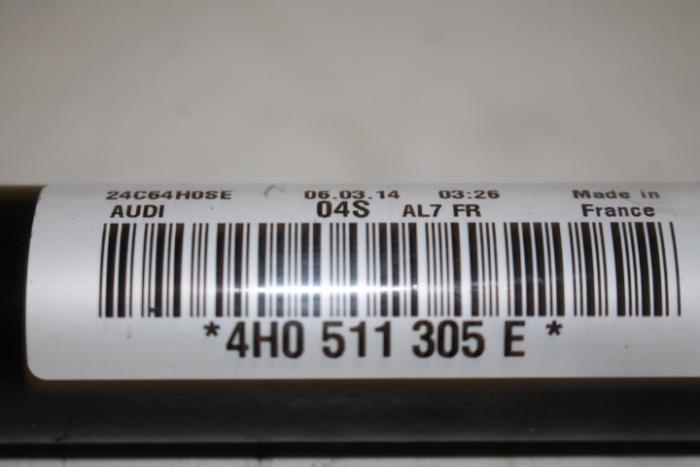 24C64H0SE 06.03.14 03:26 Made in
AUDI 04S AL7 FR France
*4H0 511 305 E *